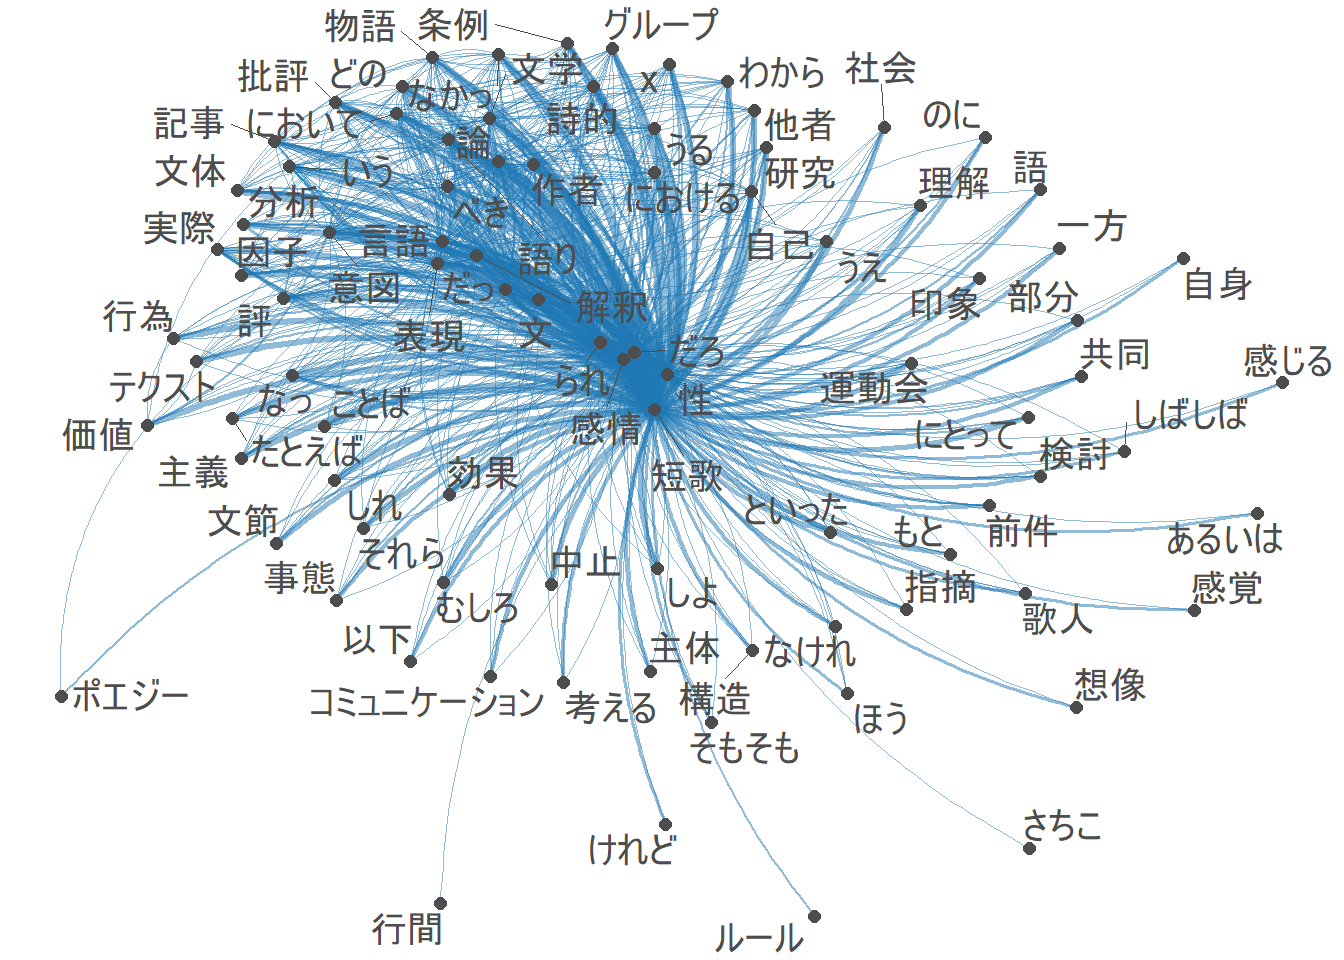 物語
条例
グループ
批評
どの
文学
x
わから
社会
なかっ
記事
において
論
詩的
うる
他者
のに
文体
いう
作者
における
研究
理解
語
分析
べき
実際
因子
言語
語り
自己
うえ
一方
意図
だっ
解釈
印象
部分
自身
行為
評
表現
文
だろ
共同
感じる
テクスト
なっ
ことば
られ
性
運動会
しばしば
価値
たとえば
感情
にとって
検討
主義
効果
短歌
文節
しれ
といった
もと
前件
あるいは
事態
それら
中止
しよ
指摘
感覚
むしろ
歌人
以下
主体
なけれ
ポエジー
コミュニケーション
考える
構造
ほう
想像
そもそも
けれど
さちこ
行間
ルール